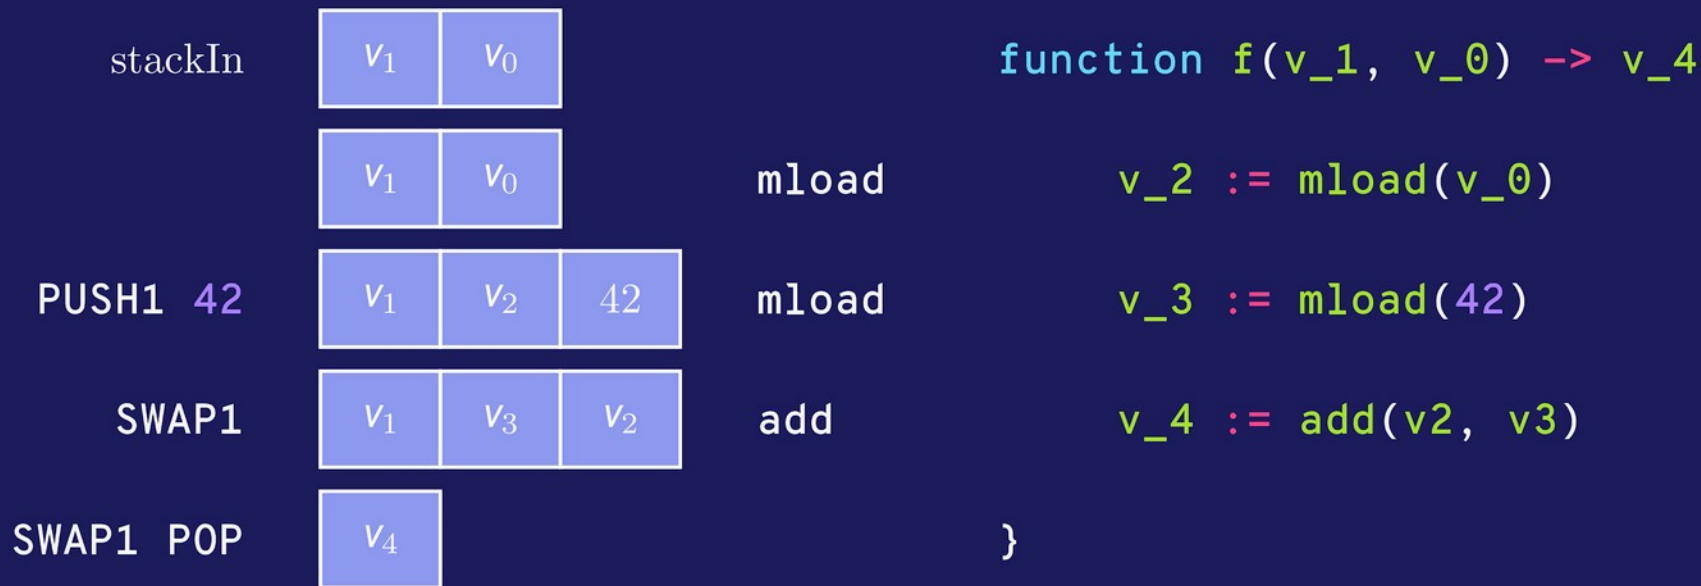 stackIn v₁ v₀ function f(v_1, v_0) -> v_4
v₁ v₀ mload v_2 := mload(v_0)
PUSH1 42 v₁ v₂ 42 mload v_3 := mload(42)
SWAP1 v₁ v₃ v₂ add v_4 := add(v2, v3)
SWAP1 POP v₄ }